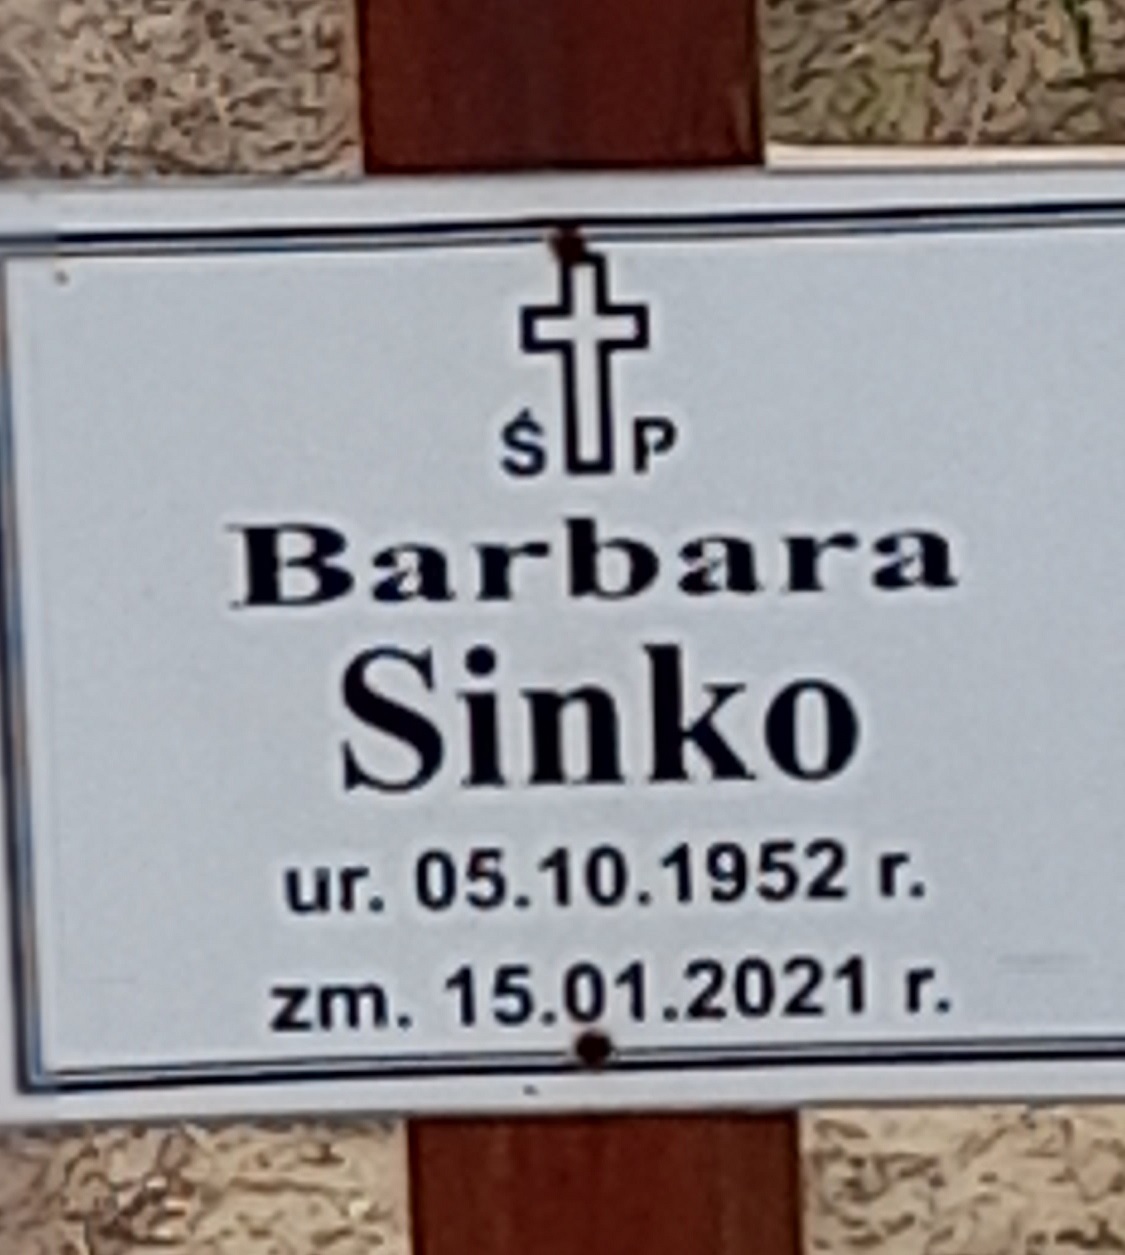 Ś P
Barbara
Sinko
ur. 05.10.1952 r.
zm. 15.01.2021 r.